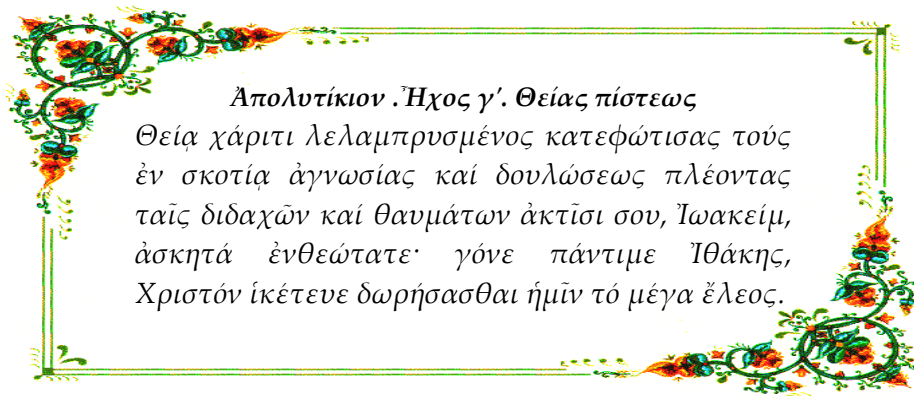 Ἀπολυτίκιον . Ἦχος γ΄. Θείας πίστεως
Θείᾳ χάριτι λελαμπρυσμένος κατεφώτισας τούς
ἐν σκοτίᾳ ἀγνωσίας καί δουλώσεως πλέοντας
ταῖς διδαχῶν καί θαυμάτων ἀκτῖσι σου, Ἰωακείμ,
ἀσκητά ἐνθεώτατε· γόνε πάντιμε Ἰθάκης,
Χριστόν ἱκέτευε δωρήσασθαι ἡμῖν τό μέγα ἔλεος.